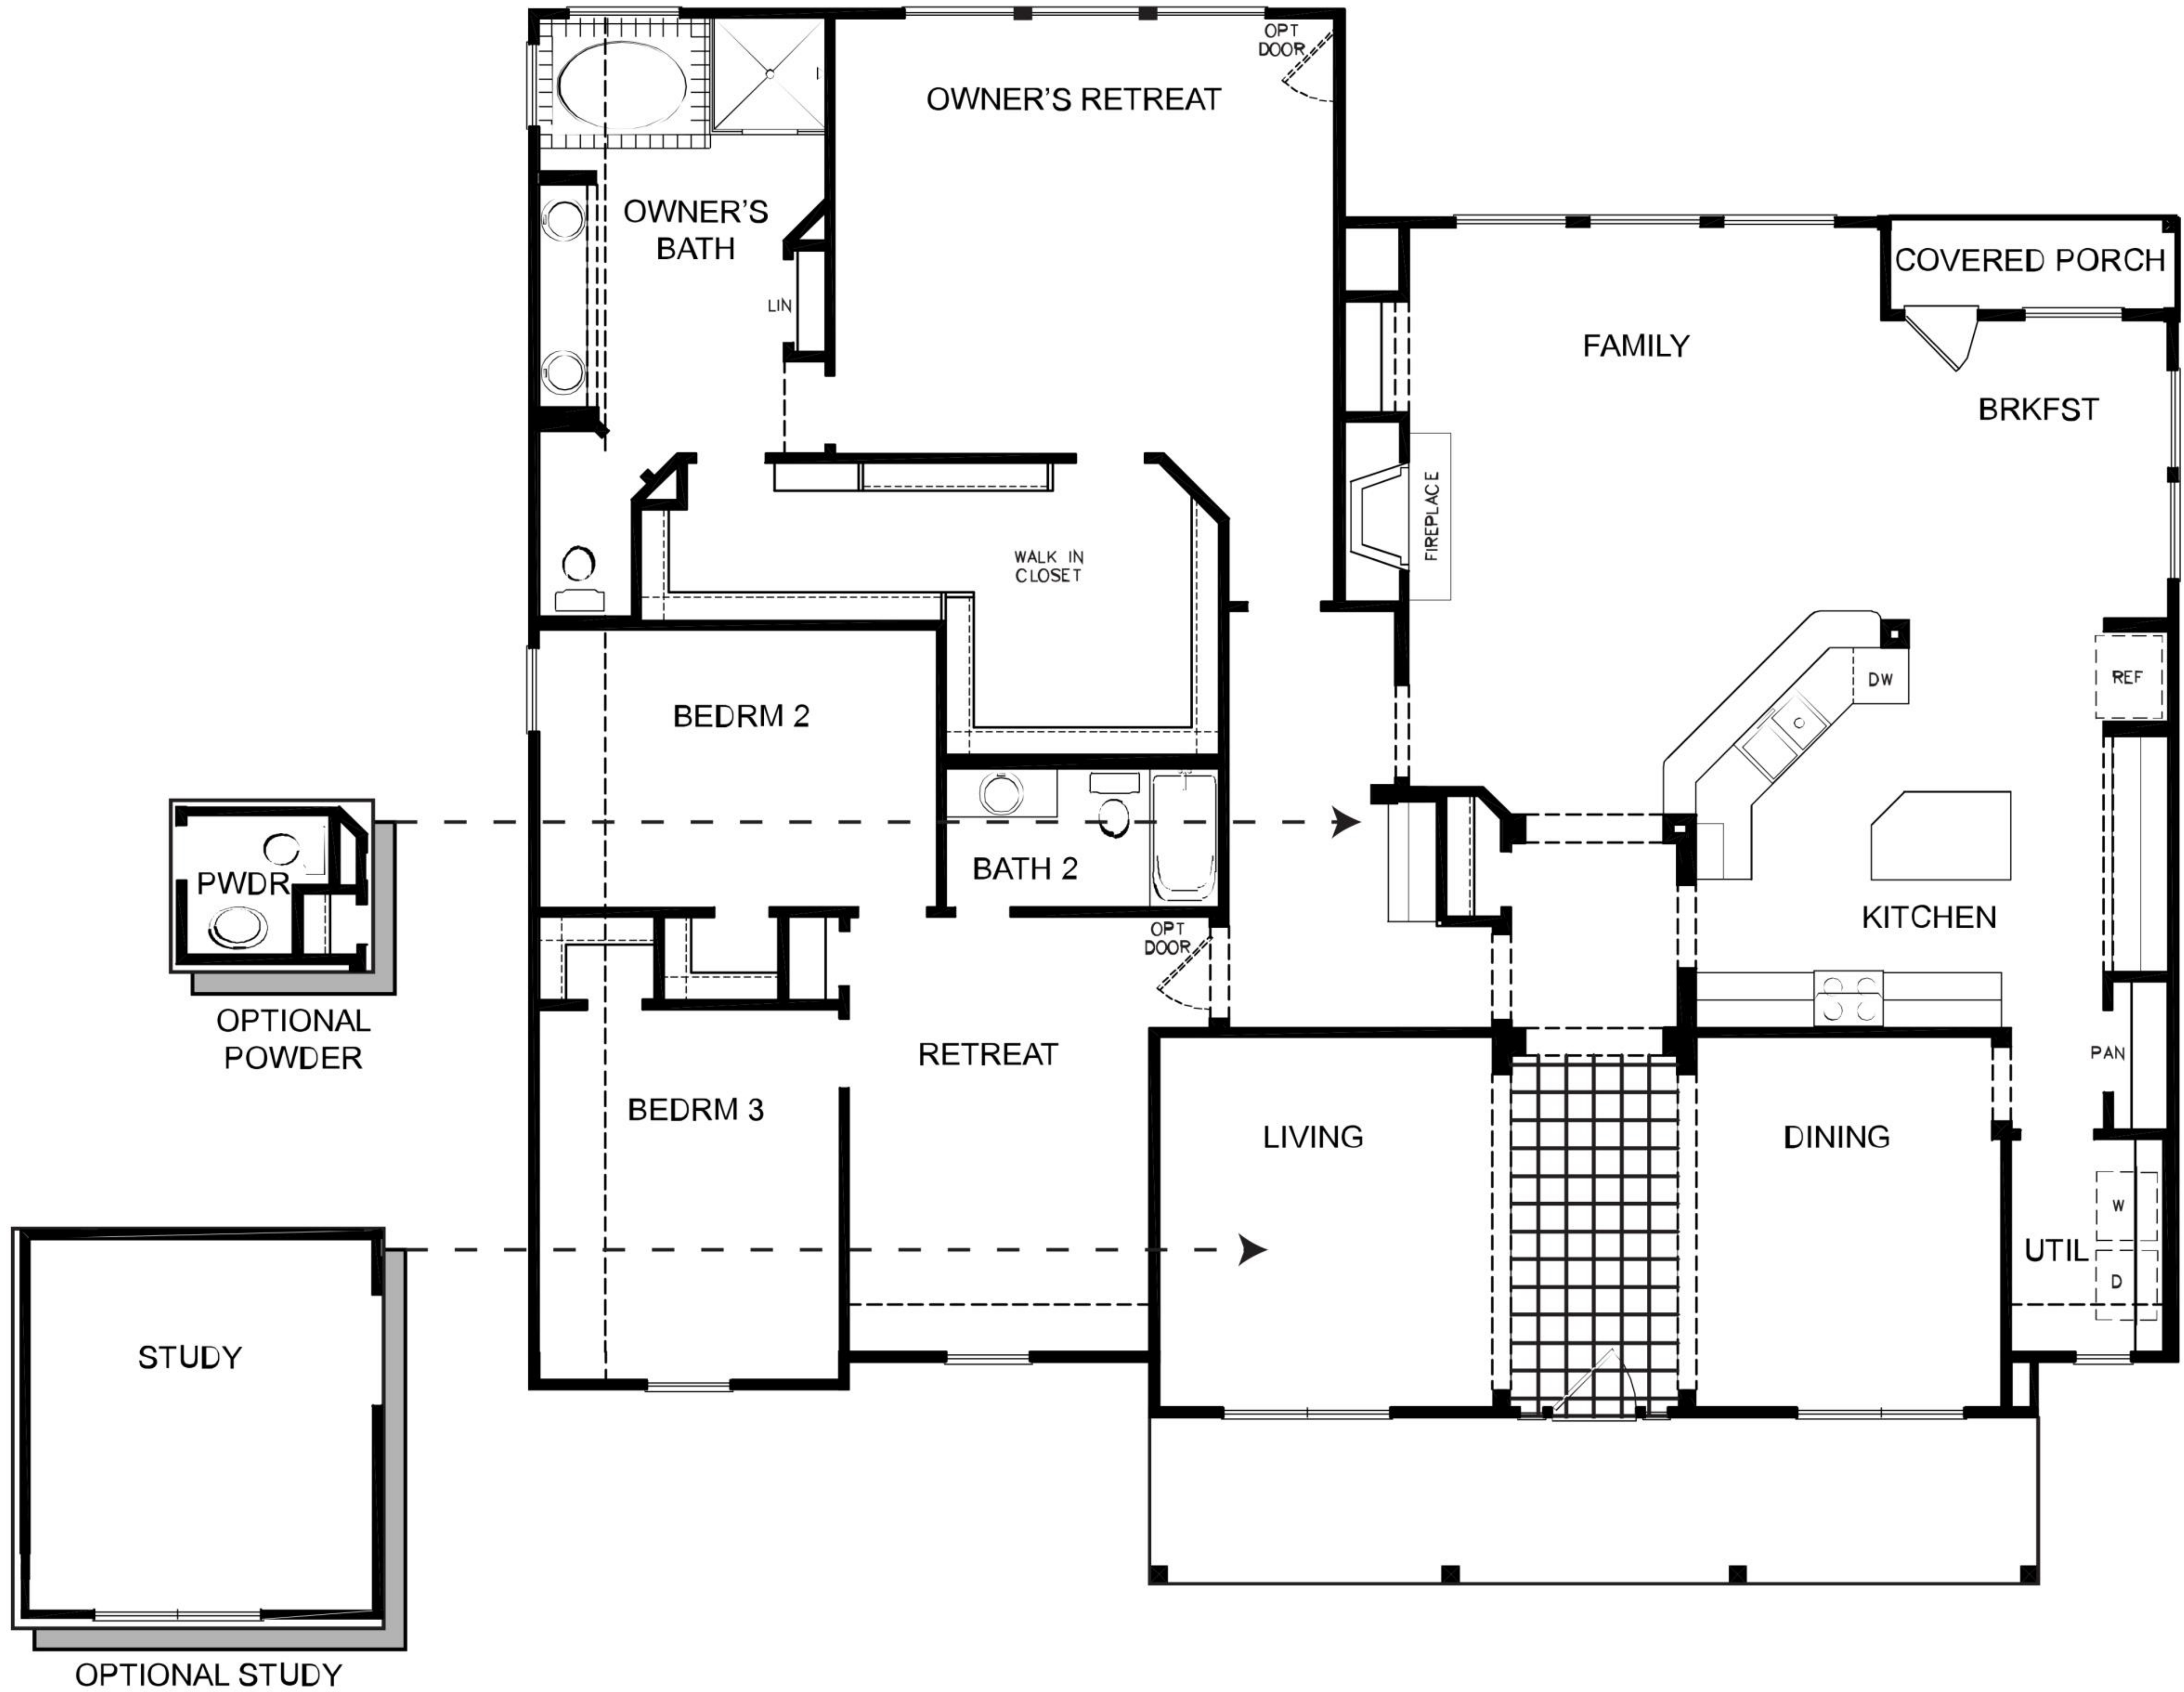 OPT
DOOR
OWNER'S RETREAT
OWNER'S
BATH
COVERED PORCH
LIN
FAMILY
BRKFST
FIREPLACE
WALK IN
CLOSET
REF
DW
BEDRM 2
BATH 2
PWDR
KITCHEN
OPT
DOOR
OPTIONAL
POWDER
RETREAT
PAN
BEDRM 3
LIVING
DINING
W
UTIL
D
STUDY
OPTIONAL STUDY